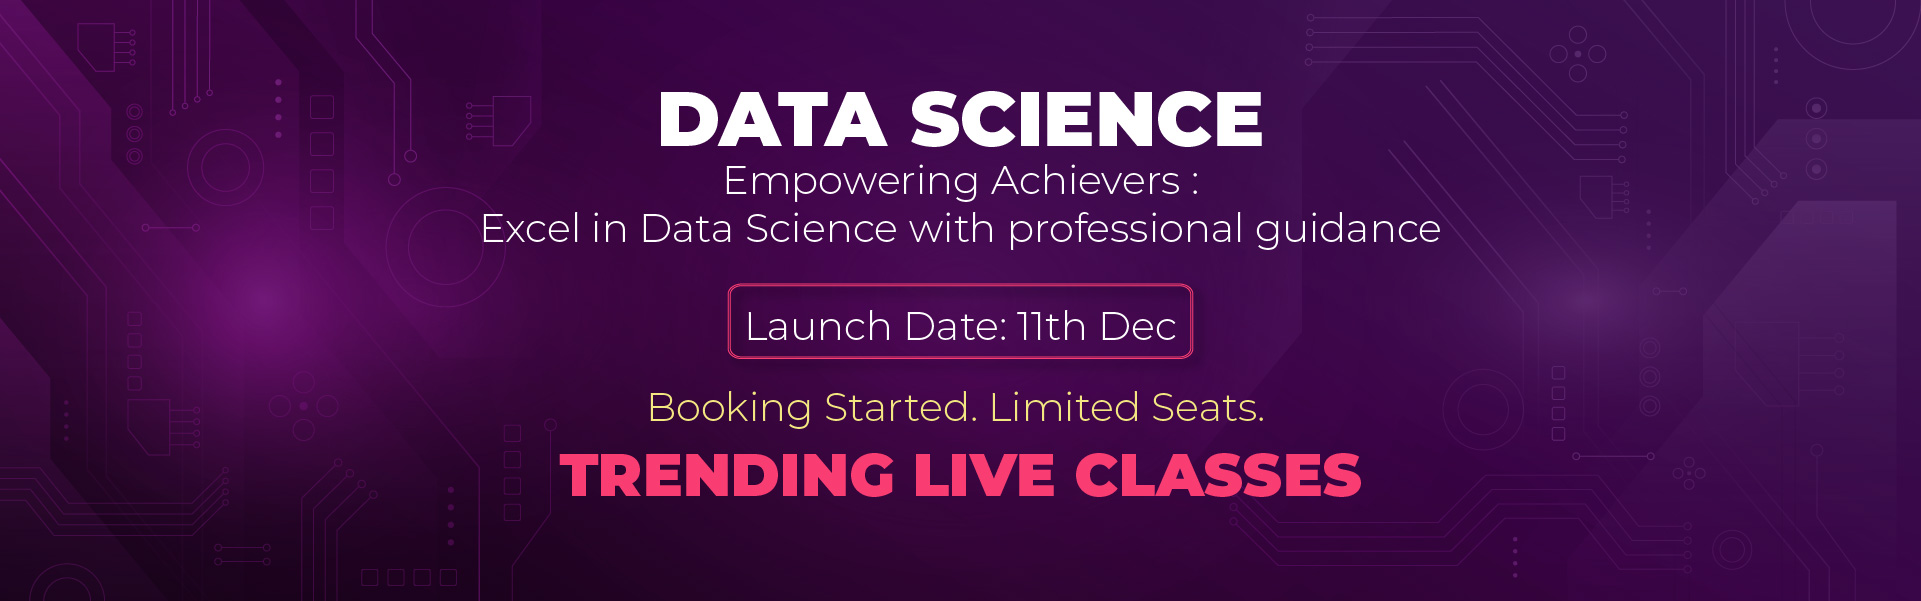 DATA SCIENCE
Empowering Achievers :
Excel in Data Science with professional guidance
Launch Date: 11th Dec
Booking Started. Limited Seats.
TRENDING LIVE CLASSES